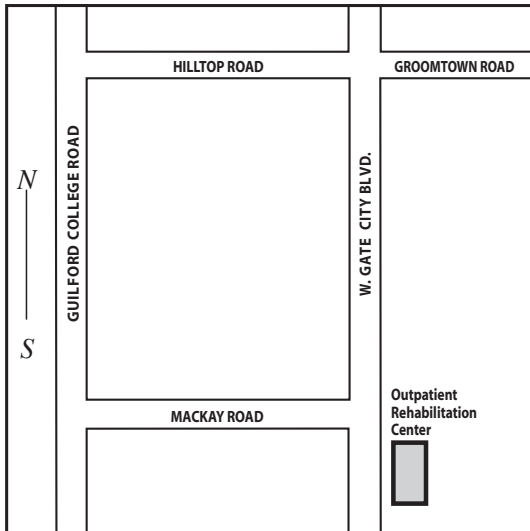 HILLTOP ROAD
GROOMTOWN ROAD
N
GUILFORD COLLEGE ROAD
W. GATE CITY BLVD.
S
Outpatient
Rehabilitation
Center
MACKAY ROAD